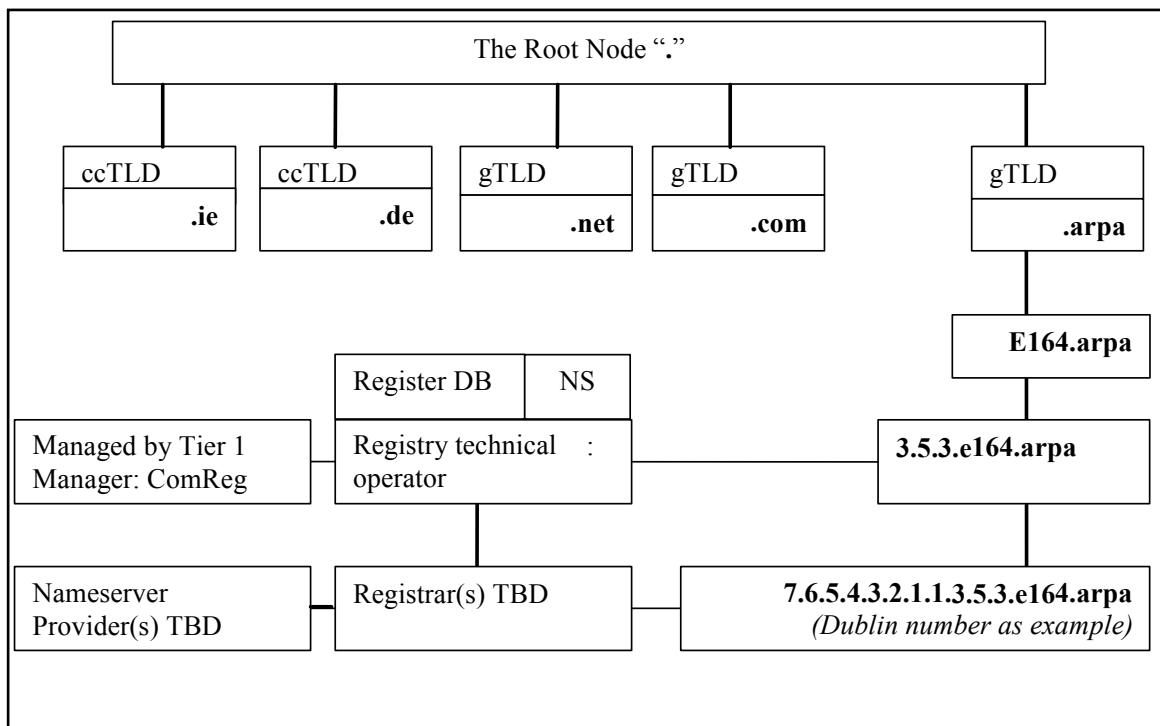 The Root Node “.”
ccTLD
.ie
ccTLD
.de
gTLD
.net
gTLD
.com
gTLD
.arpa
E164.arpa
Register DB
NS
Managed by Tier 1
Manager: ComReg
Registry technical :
operator
3.5.3.e164.arpa
Nameserver
Provider(s) TBD
Registrar(s) TBD
7.6.5.4.3.2.1.1.3.5.3.e164.arpa
(Dublin number as example)